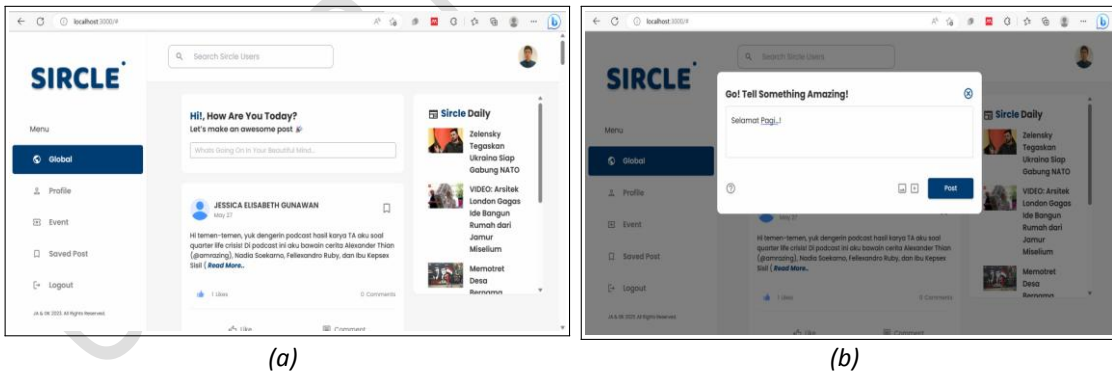 localhost:3000/#
Search Sircle Users
SIRCLE
Hi!, How Are You Today?
Let's make an awesome post
Whats Going On In Your Beautiful Mind...
Menu
Global
Profile
Event
Saved Post
Logout
JESSICA ELISABETH GUNAWAN
May 27
Hi temen-temen, yuk dengerin podcast hasil karya TA aku soal
quarter life crisis! Di podcast ini aku bawain cerita Alexander Thian
(@amrazing), Nadia Soekarno, Fellexandro Ruby, dan Ibu Kepses
Sisil ( Read More..
1 Likes
0 Comments
Like
Comment
Sircle Daily
Zelensky
Tegaskan
Ukraina Siap
Gabung NATO
VIDEO: Arsitek
London Gagas
Ide Bangun
Rumah dari
Jamur
Miselium
Memotret
Desa
Bernama
(a)
localhost:3000/#
Search Sircle Users
SIRCLE
Go! Tell Something Amazing!
Selamat Pagi..!
Post
Menu
Global
Profile
Event
Saved Post
Logout
May 27
Hi temen-temen, yuk dengerin podcast hasil karya TA aku soal
quarter life crisis! Di podcast ini aku bawain cerita Alexander Thian
(@amrazing), Nadia Soekarno, Fellexandro Ruby, dan Ibu Kepses
Sisil ( Read More..
1 Likes
0 Comments
Like
Comment
Sircle Daily
Zelensky
Tegaskan
Ukraina Siap
Gabung NATO
VIDEO: Arsitek
London Gagas
Ide Bangun
Rumah dari
Jamur
Miselium
Memotret
Desa
Bernama
(b)